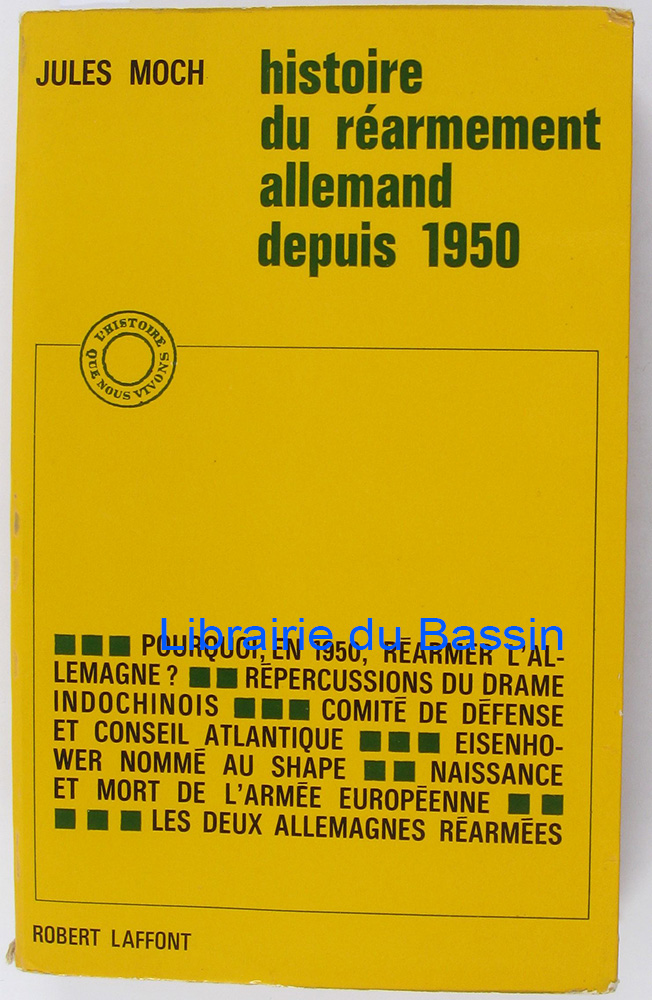 JULES MOCH
histoire
du réarmement
allemand
depuis 1950
L'HISTOIRE
QUE NOUS VIVONS
Librairie du Bassin
POURQUOI, EN 1950, RÉARMER L'AL-
LEMAGNE ? RÉPERCUSSIONS DU DRAME
INDOCHINOIS COMITÉ DE DÉFENSE
ET CONSEIL ATLANTIQUE EISENHO-
WER NOMMÉ AU SHAPE NAISSANCE
ET MORT DE L'ARMÉE EUROPÉENNE
LES DEUX ALLEMAGNES RÉARMÉES
ROBERT LAFFONT